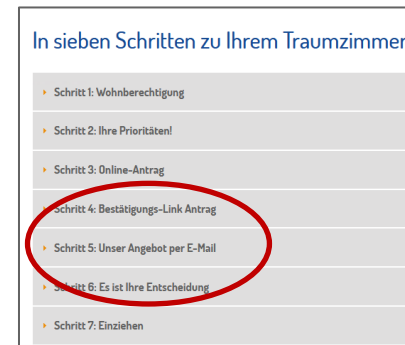 In sieben Schritten zu Ihrem Traumzimmer
Schritt 1: Wohnberechtigung
Schritt 2: Ihre Prioritäten!
Schritt 3: Online-Antrag
Schritt 4: Bestätigungs-Link Antrag
Schritt 5: Unser Angebot per E-Mail
Schritt 6: Es ist Ihre Entscheidung
Schritt 7: Einziehen